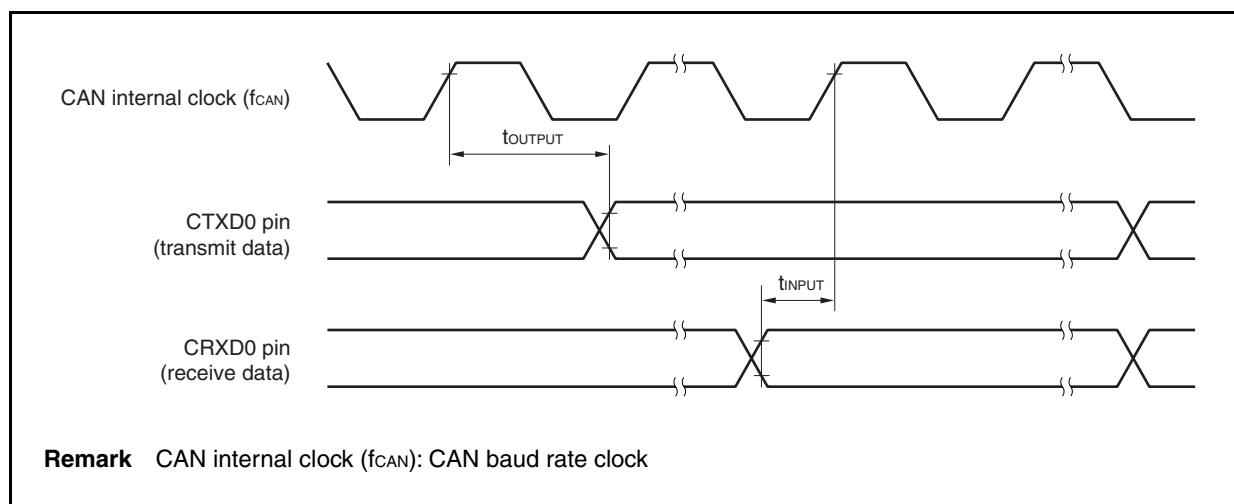 CAN internal clock (fCAN)
tOUTPUT
CTXD0 pin
(transmit data)
tINPUT
CRXD0 pin
(receive data)
Remark CAN internal clock (fCAN): CAN baud rate clock